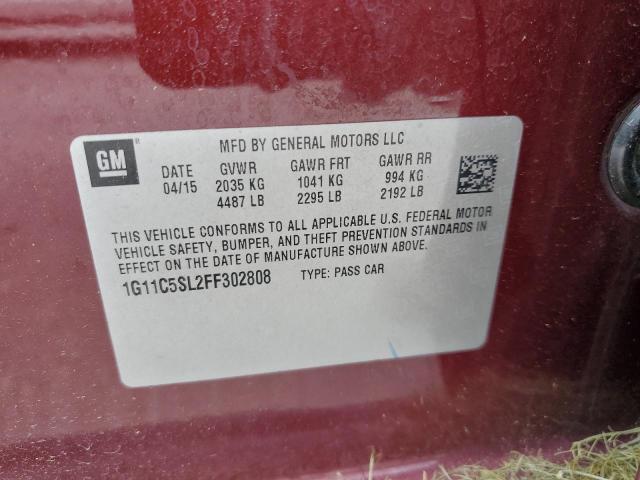 GM
MFD BY GENERAL MOTORS LLC
DATE GVWR GAWR FRT GAWR RR
04/15 2035 KG 1041 KG 994 KG
4487 LB 2295 LB 2192 LB
THIS VEHICLE CONFORMS TO ALL APPLICABLE U.S. FEDERAL MOTOR
VEHICLE SAFETY, BUMPER, AND THEFT PREVENTION STANDARDS IN
EFFECT ON THE DATE OF MANUFACTURE SHOWN ABOVE.
1G11C5SL2FF302808 TYPE: PASS CAR